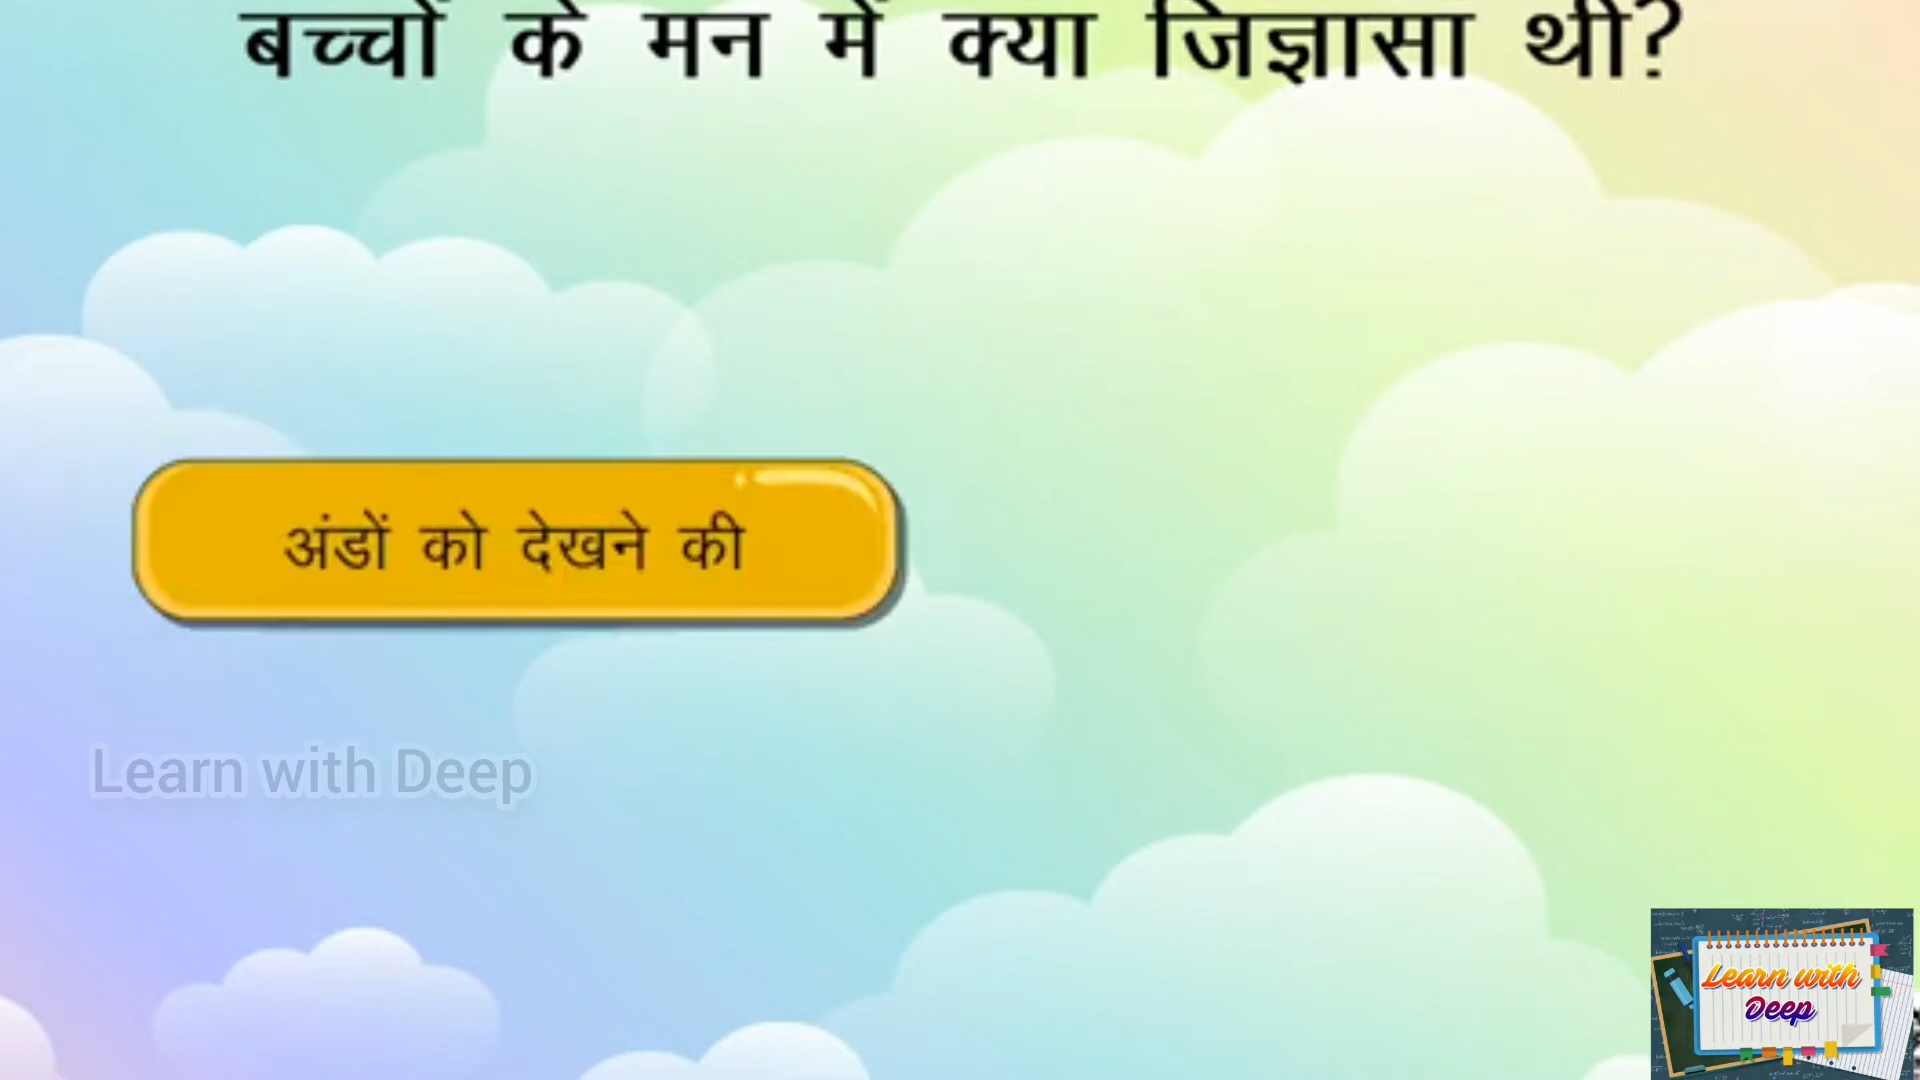 बच्चों के मन में क्या जिज्ञासा थी?
अंडों को देखने की
Learn with Deep
Learn with
Deep